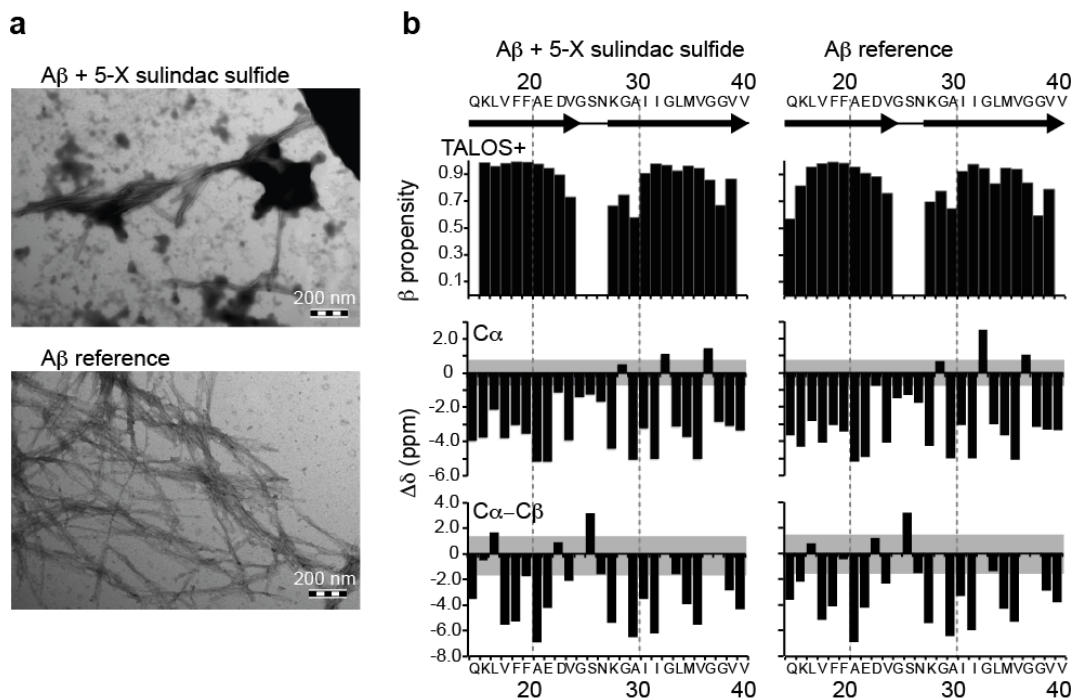 a
b
Aβ + 5-X sulindac sulfide
200 nm
Aβ reference
200 nm
Aβ + 5-X sulindac sulfide
Aβ reference
20 30 40
20 30 40
QKLVFFAEDVGSNKGAIIGLMVGGVV
QKLVFFAEDVGSNKGAIIGLMVGGVV
TALOS+
β propensity
0.9
0.7
0.5
0.3
0.1
Cα
2.0
0
-2.0
-4.0
-6.0
Δδ (ppm)
Cα–Cβ
4.0
2.0
0
-2.0
-4.0
-6.0
-8.0
QKLVFFAEDVGSNKGAIIGLMVGGVV
QKLVFFAEDVGSNKGAIIGLMVGGVV
20 30 40
20 30 40